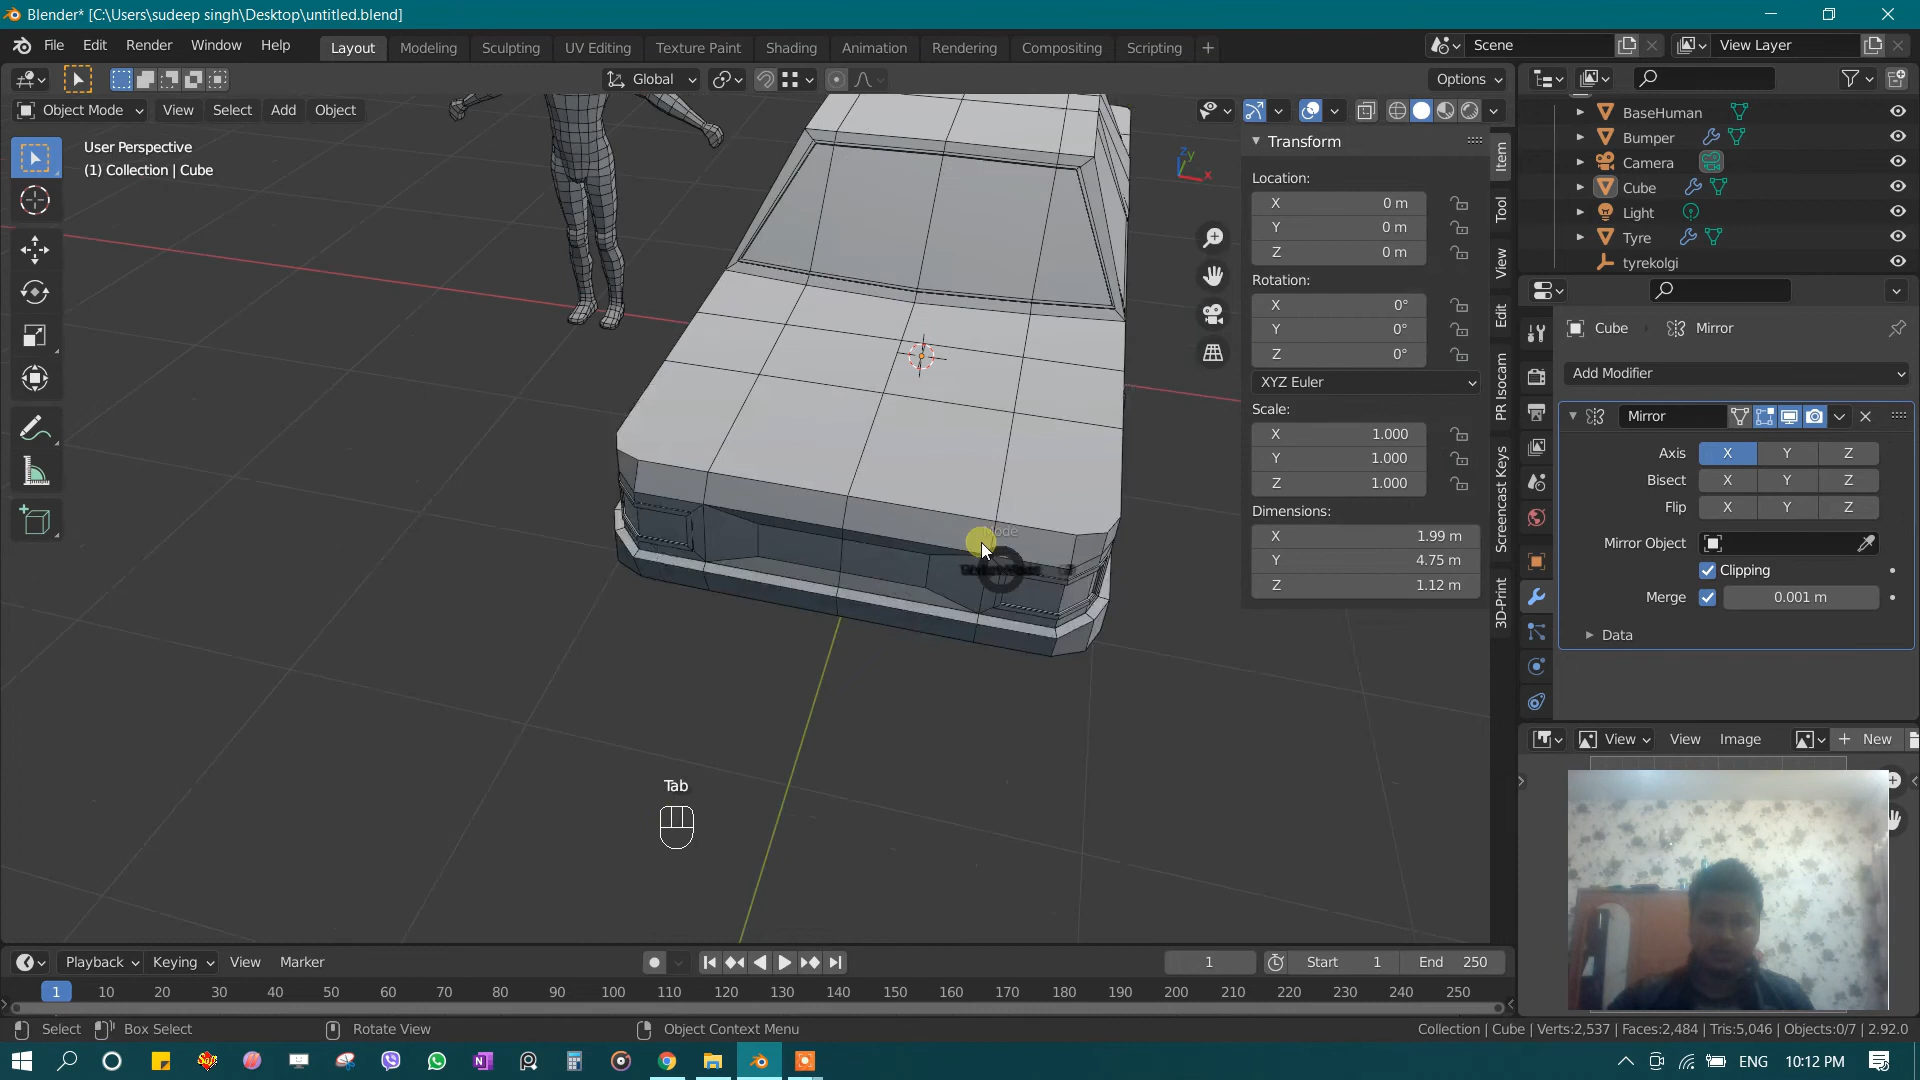 Blender* [C:\Users\sudeep singh\Desktop\untitled.blend]
File Edit Render Window Help
Layout Modeling Sculpting UV Editing Texture Paint Shading Animation Rendering Compositing Scripting +
Scene View Layer
Global Options
Object Mode View Select Add Object
User Perspective
(1) Collection | Cube
Transform
Location:
X 0 m
Y 0 m
Z 0 m
Rotation:
X 0°
Y 0°
Z 0°
XYZ Euler
Scale:
X 1.000
Y 1.000
Z 1.000
Dimensions:
X 1.99 m
Y 4.75 m
Z 1.12 m
Item
Tool
View
Edit
PR Isocam
Screencast Keys
3D-Print
Z Y X
Mode
Tab
BaseHuman
Bumper
Camera
Cube
Light
Tyre
tyrekolgi
Cube Mirror
Add Modifier
Mirror
Axis X Y Z
Bisect X Y Z
Flip X Y Z
Mirror Object
Clipping
Merge 0.001 m
Data
View View Image + New
Playback Keying View Marker
1 Start 1 End 250
1 10 20 30 40 50 60 70 80 90 100 110 120 130 140 150 160 170 180 190 200 210 220 230 240 250
Select Box Select Rotate View Object Context Menu
Collection | Cube | Verts:2,537 | Faces:2,484 | Tris:5,046 | Objects:0/7 | 2.92.0
ENG 10:12 PM